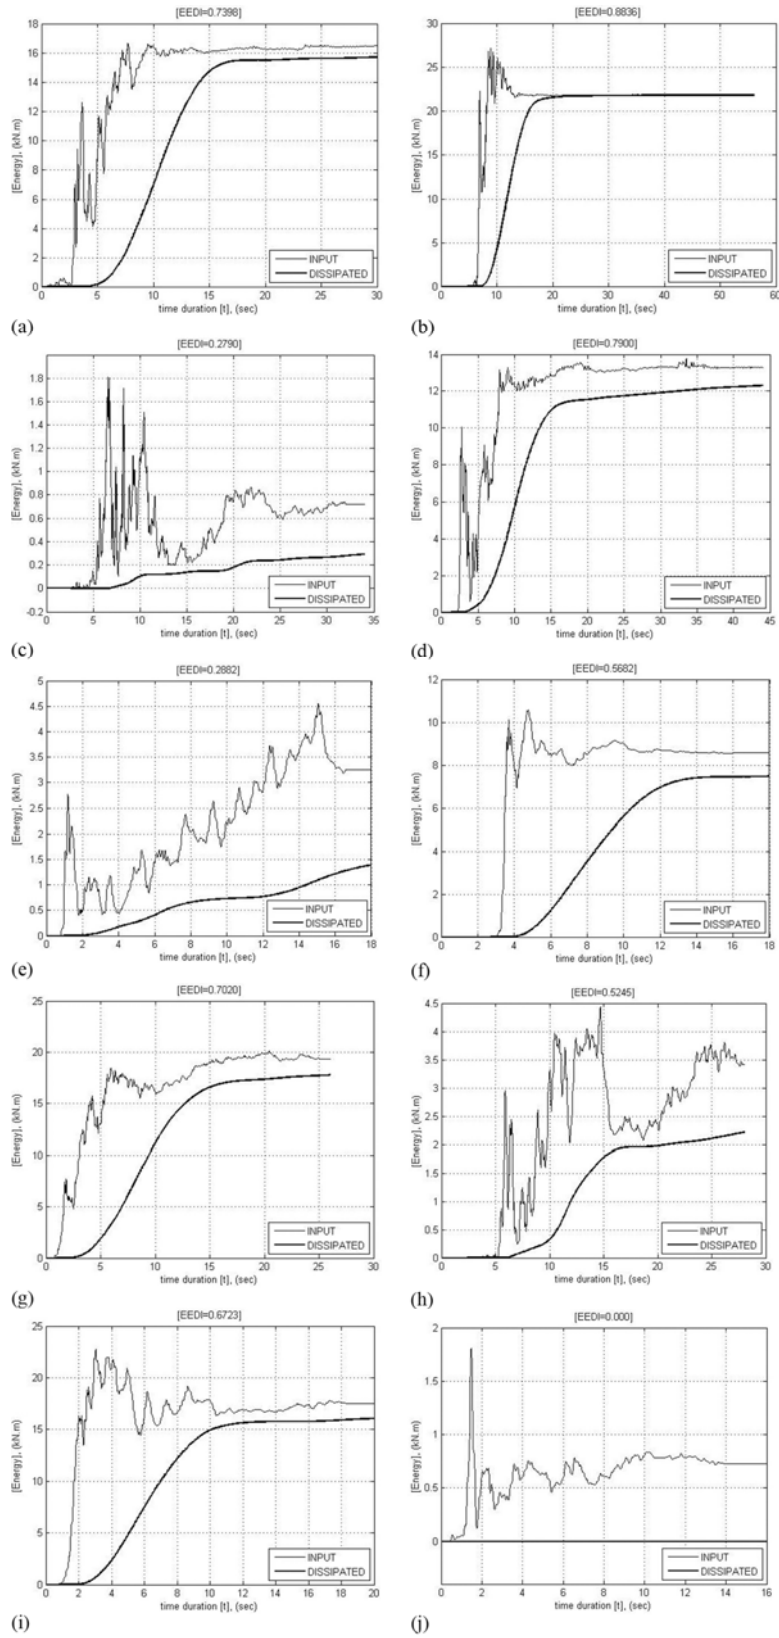 [EEDI=0.7398]
[Energy], (kN.m)
18
16
14
12
10
8
6
4
2
0
0 5 10 15 20 25 30
INPUT
DISSIPATED
time duration [t], (sec)
(a)
[EEDI=0.8836]
[Energy], (kN.m)
30
25
20
15
10
5
0
0 10 20 30 40 50 60
INPUT
DISSIPATED
time duration [t], (sec)
(b)
[EEDI=0.2790]
[Energy], (kN.m)
1.8
1.6
1.4
1.2
1
0.8
0.6
0.4
0.2
0
-0.2
0 5 10 15 20 25 30 35
INPUT
DISSIPATED
time duration [t], (sec)
(c)
[EEDI=0.7900]
[Energy], (kN.m)
14
12
10
8
6
4
2
0
0 5 10 15 20 25 30 35 40 45
INPUT
DISSIPATED
time duration [t], (sec)
(d)
[EEDI=0.2882]
[Energy], (kN.m)
5
4.5
4
3.5
3
2.5
2
1.5
1
0.5
0
0 2 4 6 8 10 12 14 16 18
INPUT
DISSIPATED
time duration [t], (sec)
(e)
[EEDI=0.5682]
[Energy], (kN.m)
12
10
8
6
4
2
0
0 2 4 6 8 10 12 14 16 18
INPUT
DISSIPATED
time duration [t], (sec)
(f)
[EEDI=0.7020]
[Energy], (kN.m)
25
20
15
10
5
0
0 5 10 15 20 25 30
INPUT
DISSIPATED
time duration [t], (sec)
(g)
[EEDI=0.5245]
[Energy], (kN.m)
4.5
4
3.5
3
2.5
2
1.5
1
0.5
0
0 5 10 15 20 25 30
INPUT
DISSIPATED
time duration [t], (sec)
(h)
[EEDI=0.6723]
[Energy], (kN.m)
25
20
15
10
5
0
0 2 4 6 8 10 12 14 16 18 20
INPUT
DISSIPATED
time duration [t], (sec)
(i)
[EEDI=0.000]
[Energy], (kN.m)
2
1.5
1
0.5
0
0 2 4 6 8 10 12 14 16
INPUT
DISSIPATED
time duration [t], (sec)
(j)